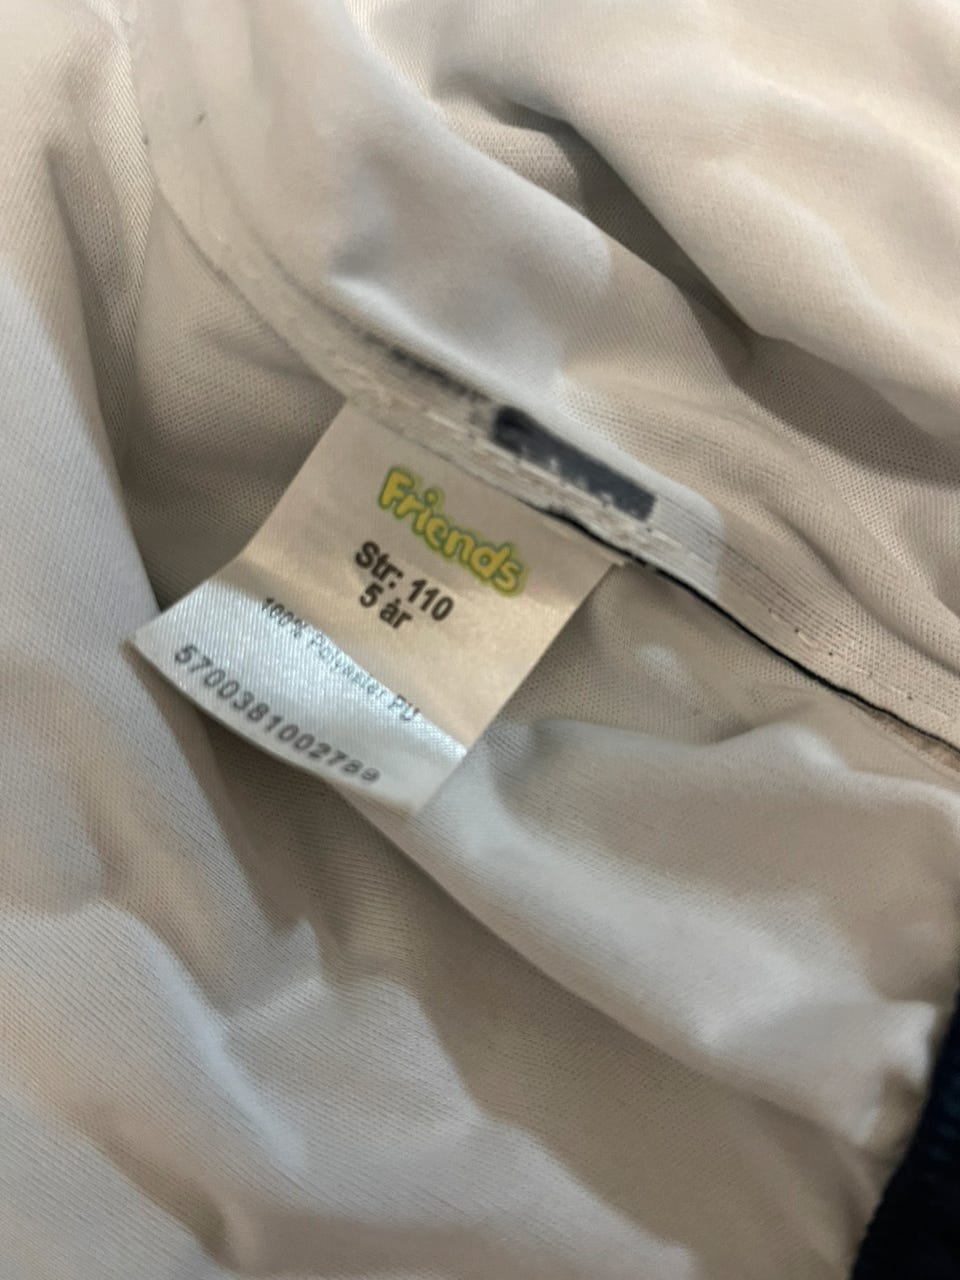 Friends
Str: 110
5 år
100% Polyester PU
5700381002789